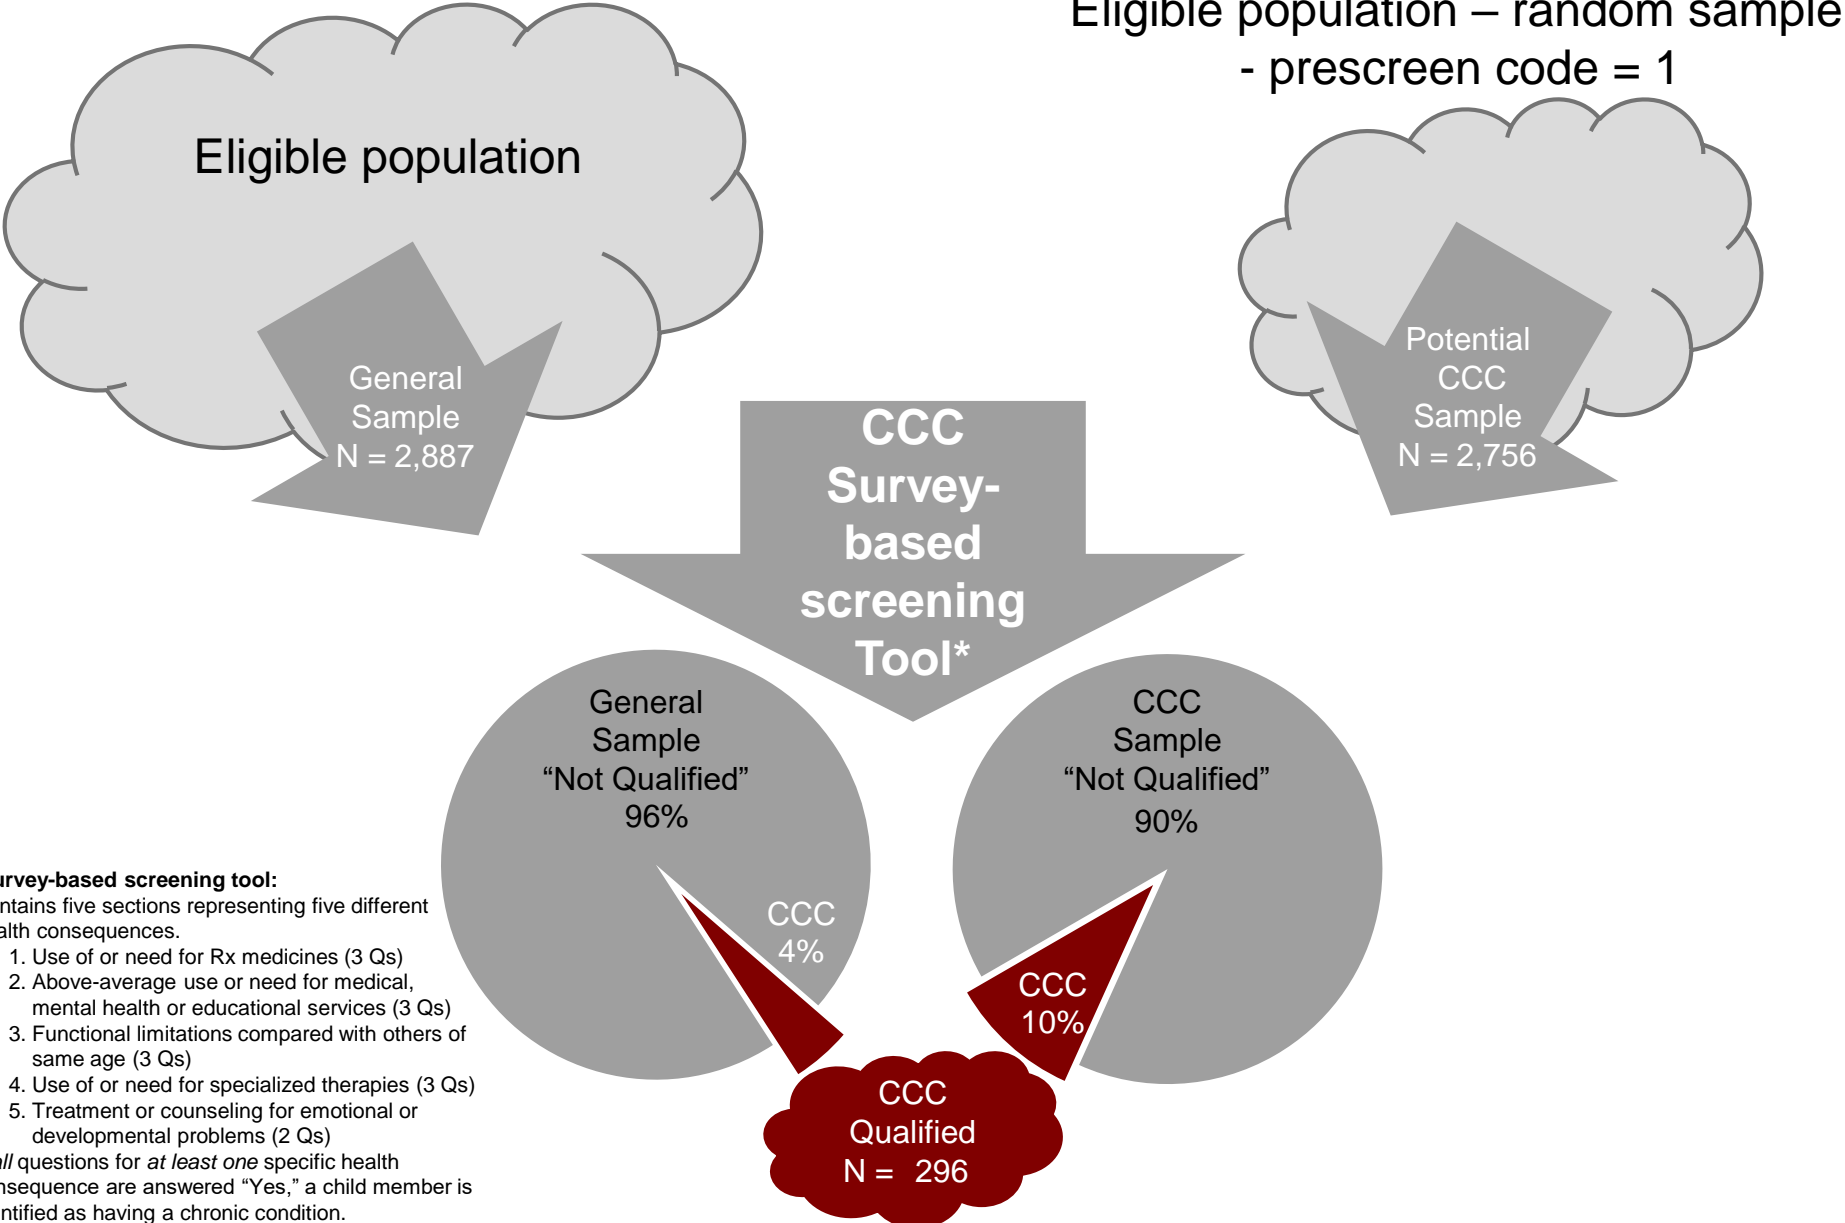 Eligible population – random sample
- prescreen code = 1
Eligible population
General
Sample
N = 2,887
Potential
CCC
Sample
N = 2,756
CCC
Survey-
based
screening
Tool*
General
Sample
“Not Qualified”
96%
CCC
4%
CCC
Sample
“Not Qualified”
90%
CCC
10%
CCC
Qualified
N = 296
urvey-based screening tool:
ntains five sections representing five different
alth consequences.
1. Use of or need for Rx medicines (3 Qs)
2. Above-average use or need for medical,
mental health or educational services (3 Qs)
3. Functional limitations compared with others of
same age (3 Qs)
4. Use of or need for specialized therapies (3 Qs)
5. Treatment or counseling for emotional or
developmental problems (2 Qs)
all questions for at least one specific health
nsequence are answered “Yes,” a child member is
ntified as having a chronic condition.